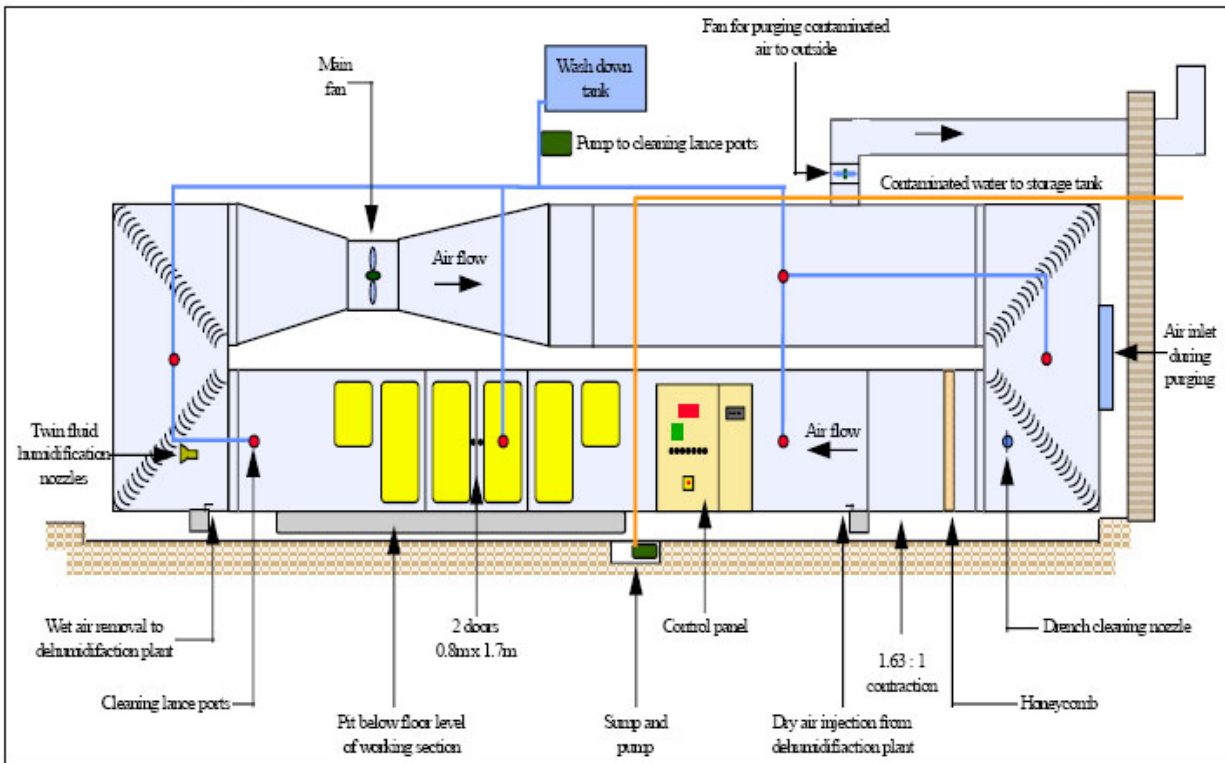 Fan for purging contaminated
air to outside
Main
fan
Wash down
tank
Pump to cleaning lance ports
Contaminated water to storage tank
Air flow
Air inlet
during
purging
Twin fluid
humidification
nozzles
Air flow
Wet air removal to
dehumidifaction plant
2 doors
0.8m x 1.7m
Control panel
Drench cleaning nozzle
1.63 : 1
contraction
Cleaning lance ports
Honeycomb
Pit below floor level
of working section
Sump and
pump
Dry air injection from
dehumidifiaction plant